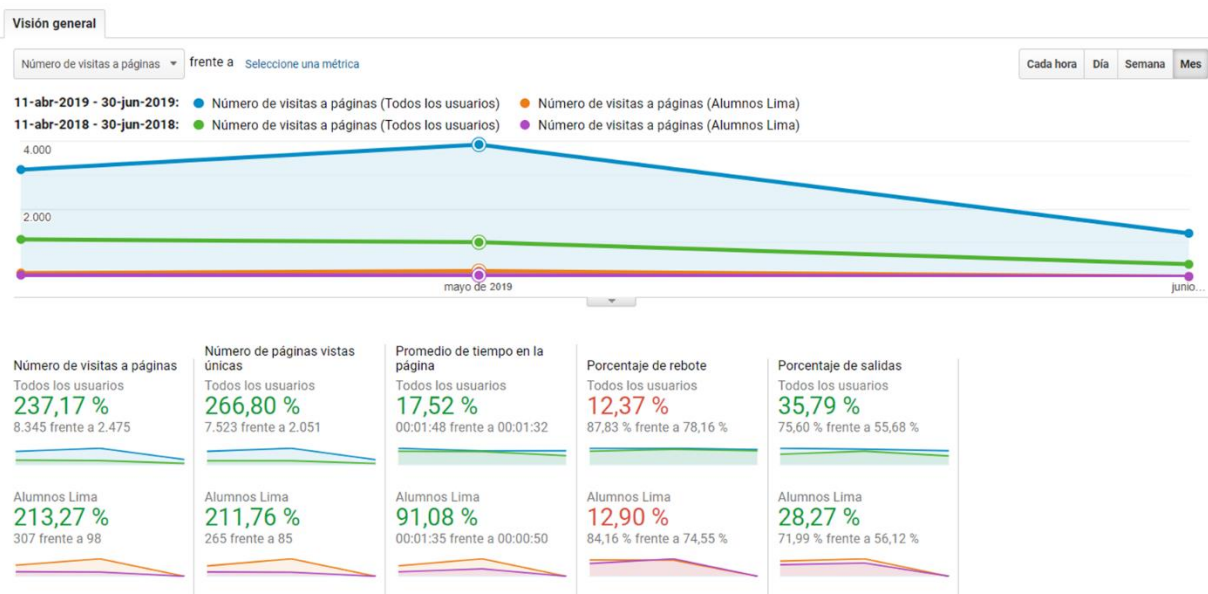 Visión general
Número de visitas a páginas frente a Seleccione una métrica
Cada hora Día Semana Mes
11-abr-2019 - 30-jun-2019: Número de visitas a páginas (Todos los usuarios) Número de visitas a páginas (Alumnos Lima)
11-abr-2018 - 30-jun-2018: Número de visitas a páginas (Todos los usuarios) Número de visitas a páginas (Alumnos Lima)
4.000
2.000
mayo de 2019
junio...
Número de visitas a páginas
Todos los usuarios
237,17 %
8.345 frente a 2.475
Número de páginas vistas
únicas
Todos los usuarios
266,80 %
7.523 frente a 2.051
Promedio de tiempo en la
página
Todos los usuarios
17,52 %
00:01:48 frente a 00:01:32
Porcentaje de rebote
Todos los usuarios
12,37 %
87,83 % frente a 78,16 %
Porcentaje de salidas
Todos los usuarios
35,79 %
75,60 % frente a 55,68 %
Alumnos Lima
213,27 %
307 frente a 98
Alumnos Lima
211,76 %
265 frente a 85
Alumnos Lima
91,08 %
00:01:35 frente a 00:00:50
Alumnos Lima
12,90 %
84,16 % frente a 74,55 %
Alumnos Lima
28,27 %
71,99 % frente a 56,12 %